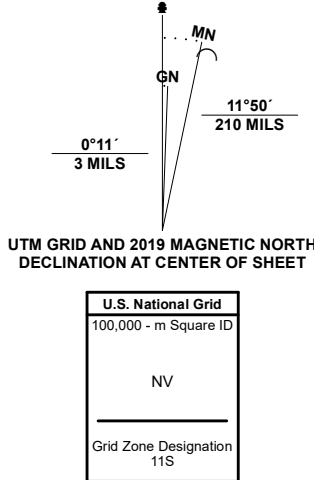 MN
GN
11°50´
210 MILS
0°11´
3 MILS
UTM GRID AND 2019 MAGNETIC NORTH
DECLINATION AT CENTER OF SHEET
U.S. National Grid
100,000 - m Square ID
NV
Grid Zone Designation
11S